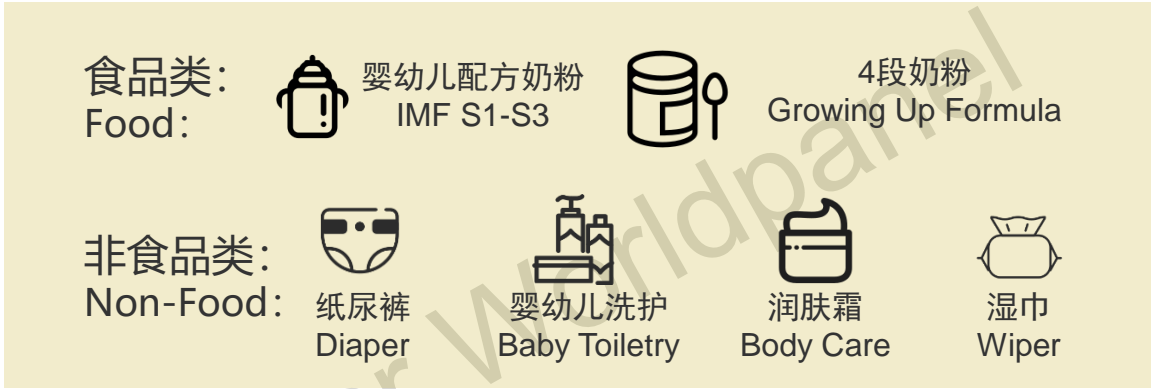 食品类：
Food：
婴幼儿配方奶粉
IMF S1-S3
4段奶粉
Growing Up Formula
非食品类：
Non-Food：
纸尿裤
Diaper
婴幼儿洗护
Baby Toiletry
润肤霜
Body Care
湿巾
Wiper
r Worldpanel